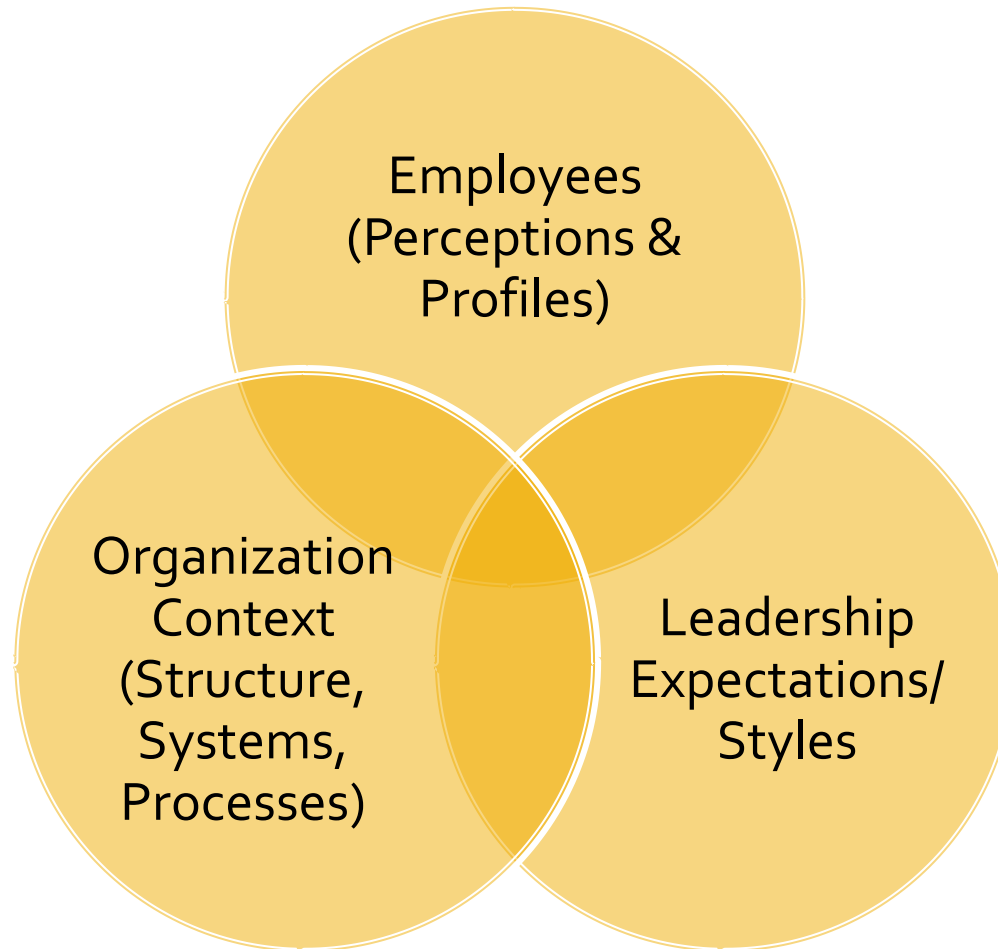 Employees
(Perceptions &
Profiles)
Organization
Context
(Structure,
Systems,
Processes)
Leadership
Expectations/
Styles